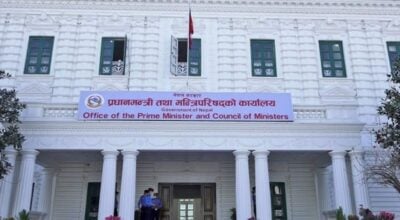 नेपाल सरकार
प्रधानमन्त्री तथा मन्त्रिपरिषद्को कार्यालय
Government of Nepal
Office of the Prime Minister and Council of Ministers